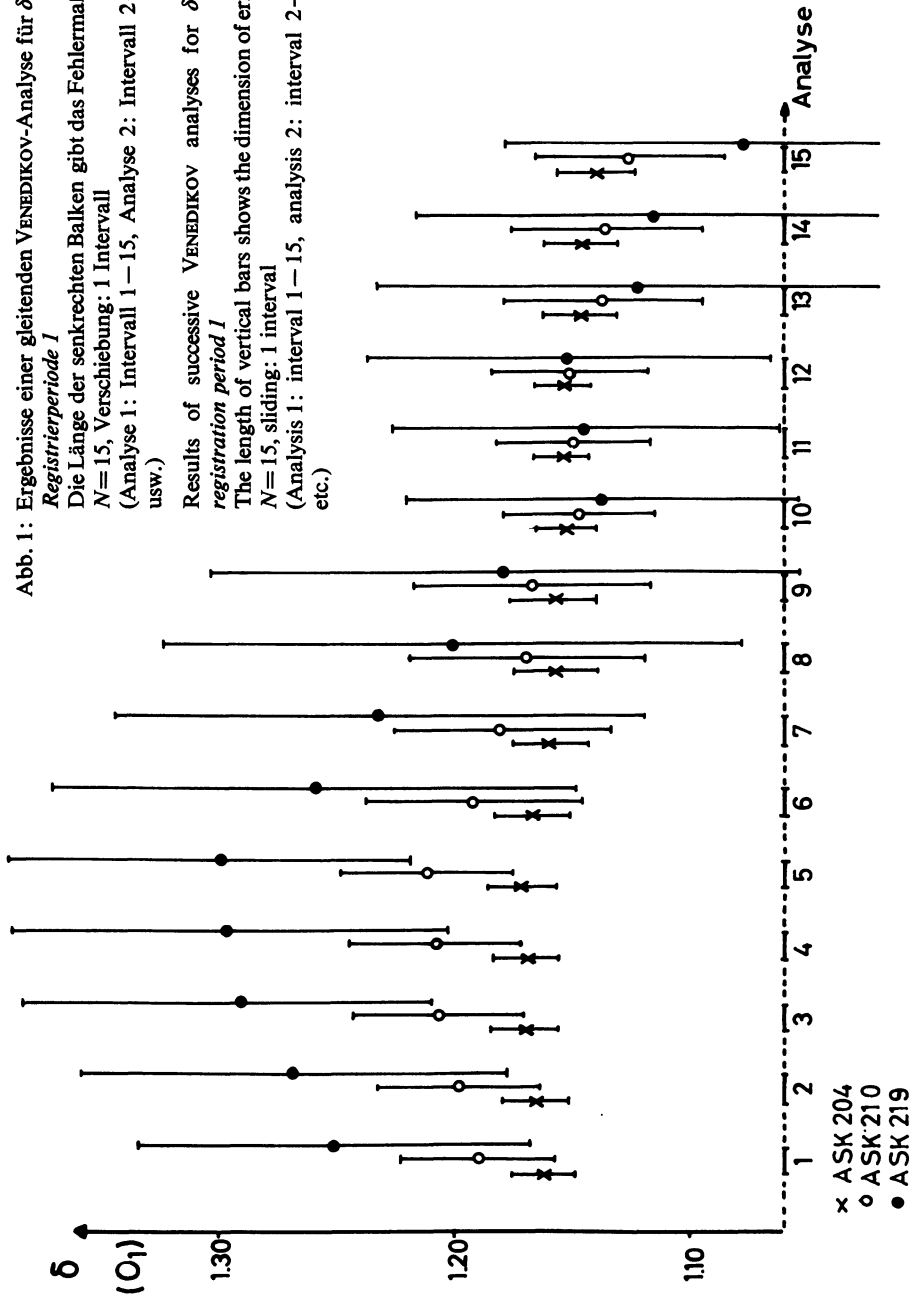 Abb. 1: Ergebnisse einer gleitenden VENEDIKOV-Analyse für δ
Registrierperiode 1
Die Länge der senkrechten Balken gibt das Fehlermaß
N=15, Verschiebung: 1 Intervall
(Analyse 1: Intervall 1—15, Analyse 2: Intervall 2
usw.)
Results of successive VENEDIKOV analyses for δ
registration period 1
The length of vertical bars shows the dimension of er
N=15, sliding: 1 interval
(Analysis 1: interval 1—15, analysis 2: interval 2-
etc.)
δ
(O₁)
1.30
1.20
1.10
1 2 3 4 5 6 7 8 9 10 11 12 13 14 15 Analyse
× ASK 204
o ASK 210
• ASK 219